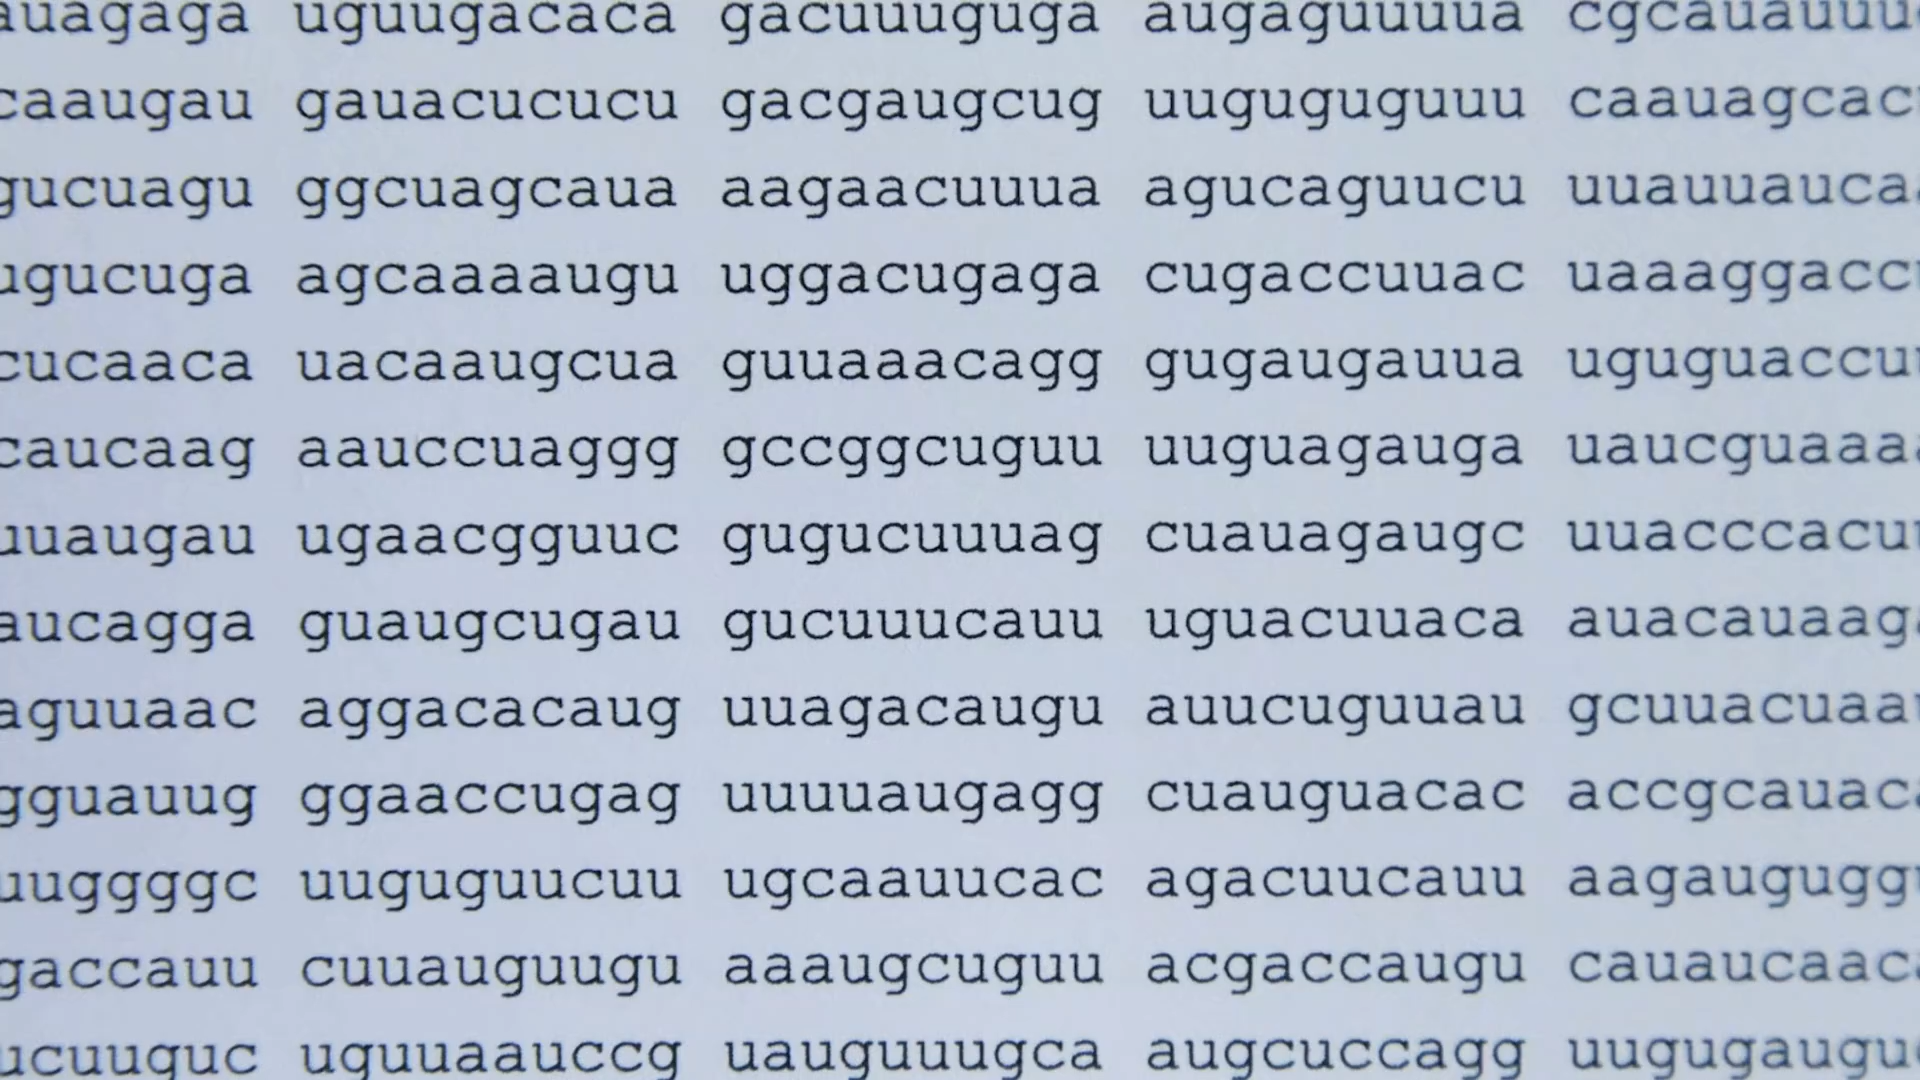 uagaga uguugacaca gacuuuguga augaguuuua cgcauauuu
caaugau gauacucucu gacgaugcug uuguguguuu caauagcac
gucuagu ggcuagcaua aagaacuuua agucaguucu uuauuauca
ugucuga agcaaaaugu uggacugaga cugaccuuac uaaaggacc
cucaaca uacaaugcua guuaaacagg gugaugauua uguguaccu
caucaag aauccuaggg gccggcuguu uuguagauga uaucguaaa
uuaugau ugaacgguuc gugucuuuag cuauagaugc uuacccacu
aucagga guaugcugau gucuuucauu uguacuuaca auacauaag
aguuaac aggacacaug uuagacaugu auucuguuau gcuuacuaa
gguauug ggaaccugag uuuuaugagg cuauguacac accgcauac
uuggggc uuguguucuu ugcaauucac agacuucauu aagaugugg
gaccauu cuuauguugu aaaugcuguu acgaccaugu cauaucaac
ucuuguc uguuaauccg uauguuugca augcuccagg uugugaugu